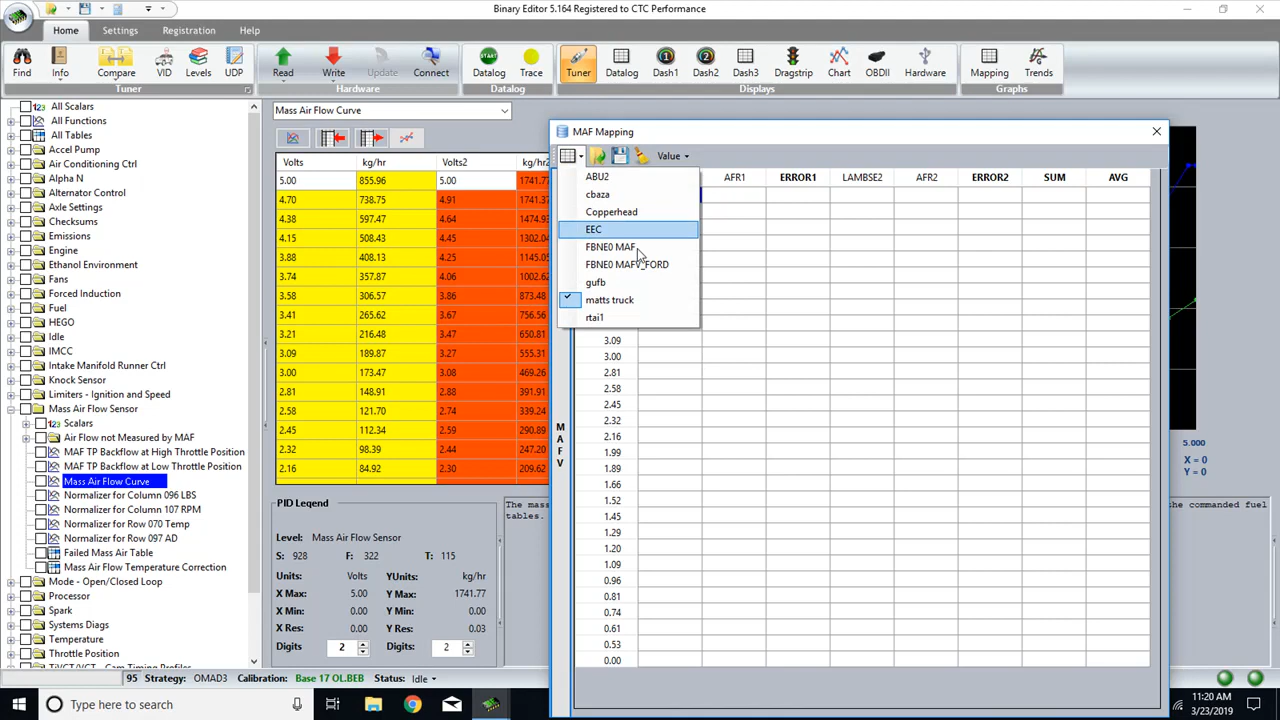 Binary Editor 5.164 Registered to CTC Performance
Home Settings Registration Help
Find Info Compare VID Levels UDP Read Write Update Connect Datalog Trace Tuner Datalog Dash1 Dash2 Dash3 Dragstrip Chart OBDII Hardware Mapping Trends
Tuner Hardware Datalog Displays Graphs
All Scalars
All Functions
All Tables
Accel Pump
Air Conditioning Ctrl
Alpha N
Alternator Control
Axle Settings
Checksums
Emissions
Engine
Ethanol Environment
Fans
Forced Induction
Fuel
HEGO
Idle
IMCC
Intake Manifold Runner Ctrl
Knock Sensor
Limiters - Ignition and Speed
Mass Air Flow Sensor
Scalars
Air Flow not Measured by MAF
MAF TP Backflow at High Throttle Position
MAF TP Backflow at Low Throttle Position
Mass Air Flow Curve
Normalizer for Column 096 LBS
Normalizer for Column 107 RPM
Normalizer for Row 070 Temp
Normalizer for Row 097 AD
Failed Mass Air Table
Mass Air Flow Temperature Correction
Mode - Open/Closed Loop
Processor
Spark
Systems Diags
Temperature
Throttle Position
TiVCT/VCT - Cam Timing Profiles
Mass Air Flow Curve
Volts kg/hr Volts2 kg/hr2
5.00 855.96 5.00 1741.77
4.70 738.75 4.91 1741.37
4.38 597.47 4.64 1474.93
4.15 508.43 4.45 1302.04
3.88 408.13 4.25 1145.05
3.74 357.87 4.06 1002.62
3.58 306.57 3.86 873.48
3.41 265.62 3.67 756.56
3.21 216.48 3.47 650.81
3.09 189.87 3.27 555.31
3.00 173.47 3.08 469.26
2.81 148.91 2.88 391.91
2.58 121.70 2.74 339.24
2.45 112.34 2.59 290.89
2.32 98.39 2.44 247.20
2.16 84.92 2.30 209.62
PID Legend
Level: Mass Air Flow Sensor
S: 928 F: 322 T: 115
Units: Volts YUnits: kg/hr
X Max: 5.00 Y Max: 1741.77
X Min: 0.00 Y Min: 0.00
X Res: 0.00 Y Res: 0.03
Digits 2 Digits: 2
The mass
tables.
MAF Mapping
Value
AFR1 ERROR1 LAMBSE2 AFR2 ERROR2 SUM AVG
ABU2
cbaza
Copperhead
EEC
FBNE0 MAF
FBNE0 MAFV_FORD
gufb
matts truck
rtai1
M
A
F
V
3.09
3.00
2.81
2.58
2.45
2.32
2.16
1.99
1.89
1.66
1.52
1.45
1.29
1.20
1.09
0.96
0.81
0.74
0.61
0.53
0.00
5.000
X = 0
Y = 0
the commanded fuel
95 Strategy: OMAD3 Calibration: Base 17 OL.BEB Status: Idle
Type here to search
11:20 AM
3/23/2019